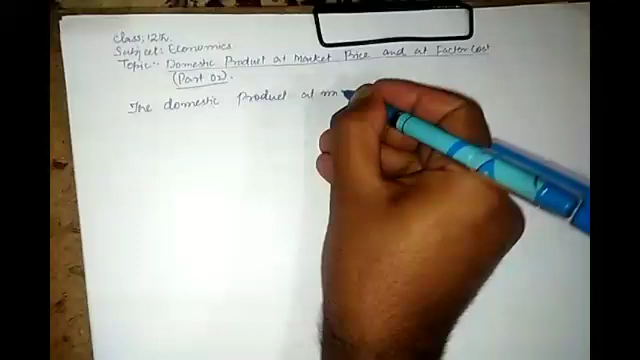 Class; 12th.
Subject: Economics
Topic:- Domestic Product at Market Price and at Factor Cost
(Part 02).
The domestic Product at m